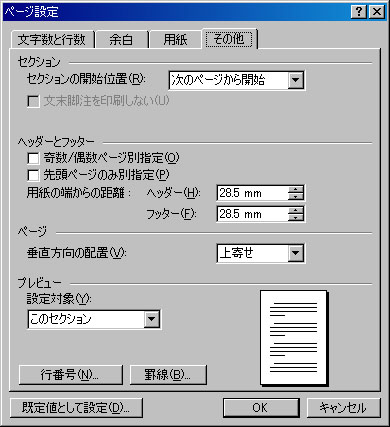 ページ設定
文字数と行数 余白 用紙 その他
セクション
セクションの開始位置(R): 次のページから開始
文末脚注を印刷しない(U)
ヘッダーとフッター
奇数/偶数ページ別指定(O)
先頭ページのみ別指定(P)
用紙の端からの距離: ヘッダー(H): 28.5 mm
フッター(F): 28.5 mm
ページ
垂直方向の配置(V): 上寄せ
プレビュー
設定対象(Y):
このセクション
行番号(N)... 罫線(B)...
既定値として設定(D)... OK キャンセル